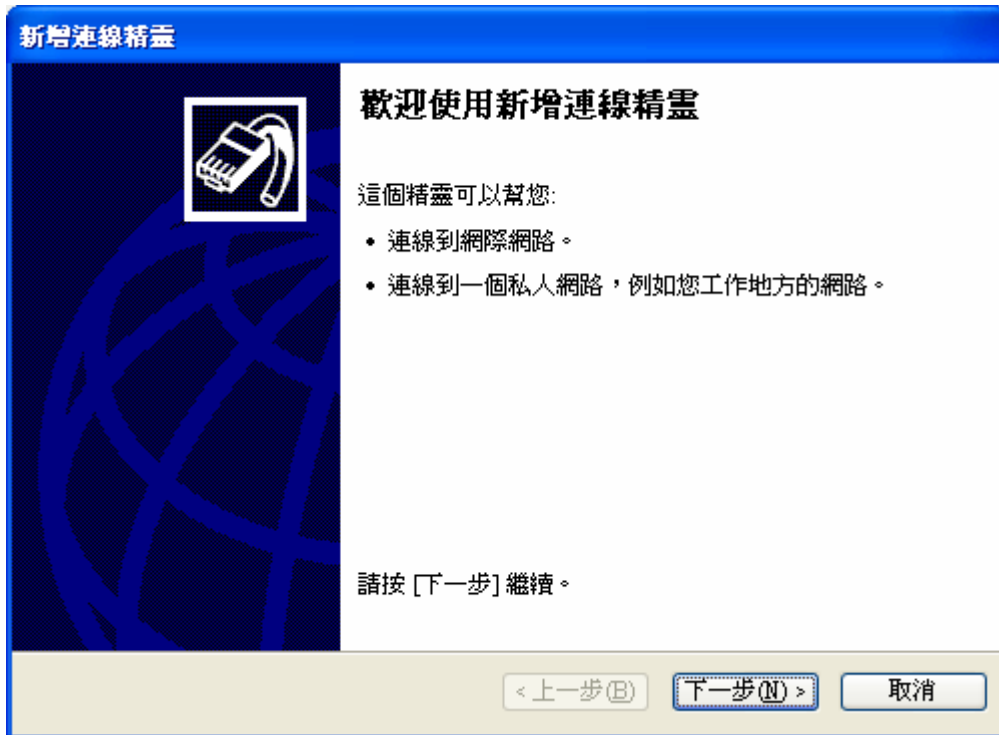 新增連線精靈
歡迎使用新增連線精靈
這個精靈可以幫您:
• 連線到網際網路。
• 連線到一個私人網路，例如您工作地方的網路。
請按 [下一步] 繼續。
< 上一步(B)
下一步(N) >
取消